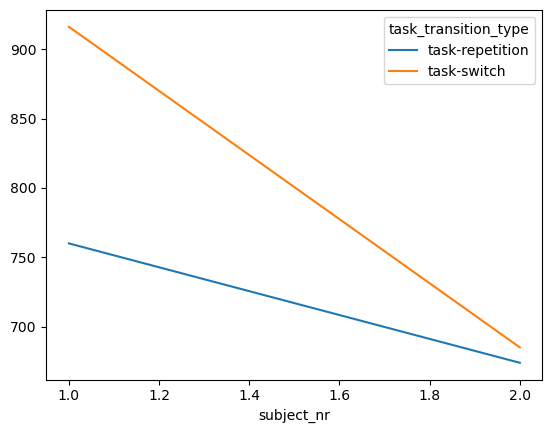 task_transition_type
task-repetition
task-switch
900
850
800
750
700
1.0 1.2 1.4 1.6 1.8 2.0
subject_nr